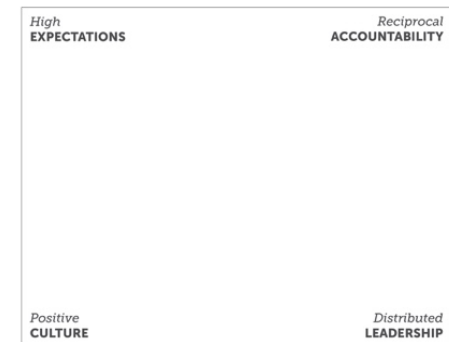 High
EXPECTATIONS
Reciprocal
ACCOUNTABILITY
Positive
CULTURE
Distributed
LEADERSHIP